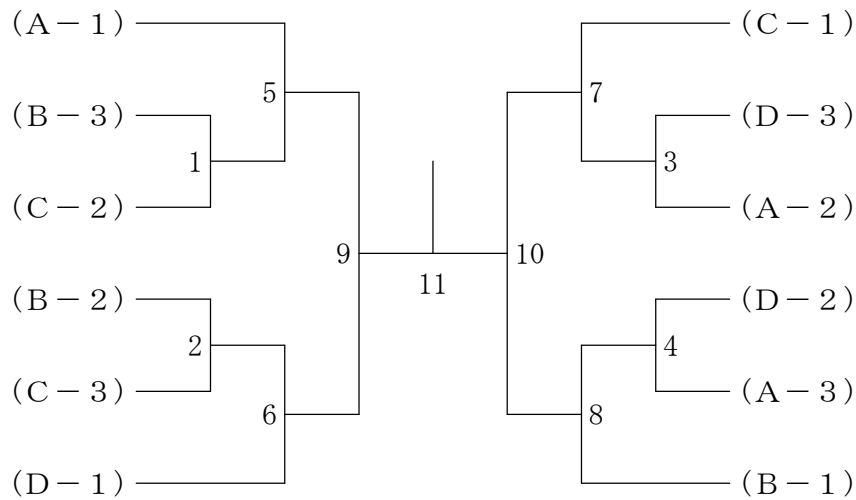 (A－1)
(C－1)
5
7
(B－3)
(D－3)
1
3
(C－2)
(A－2)
9
10
11
(B－2)
(D－2)
2
4
(C－3)
(A－3)
6
8
(D－1)
(B－1)